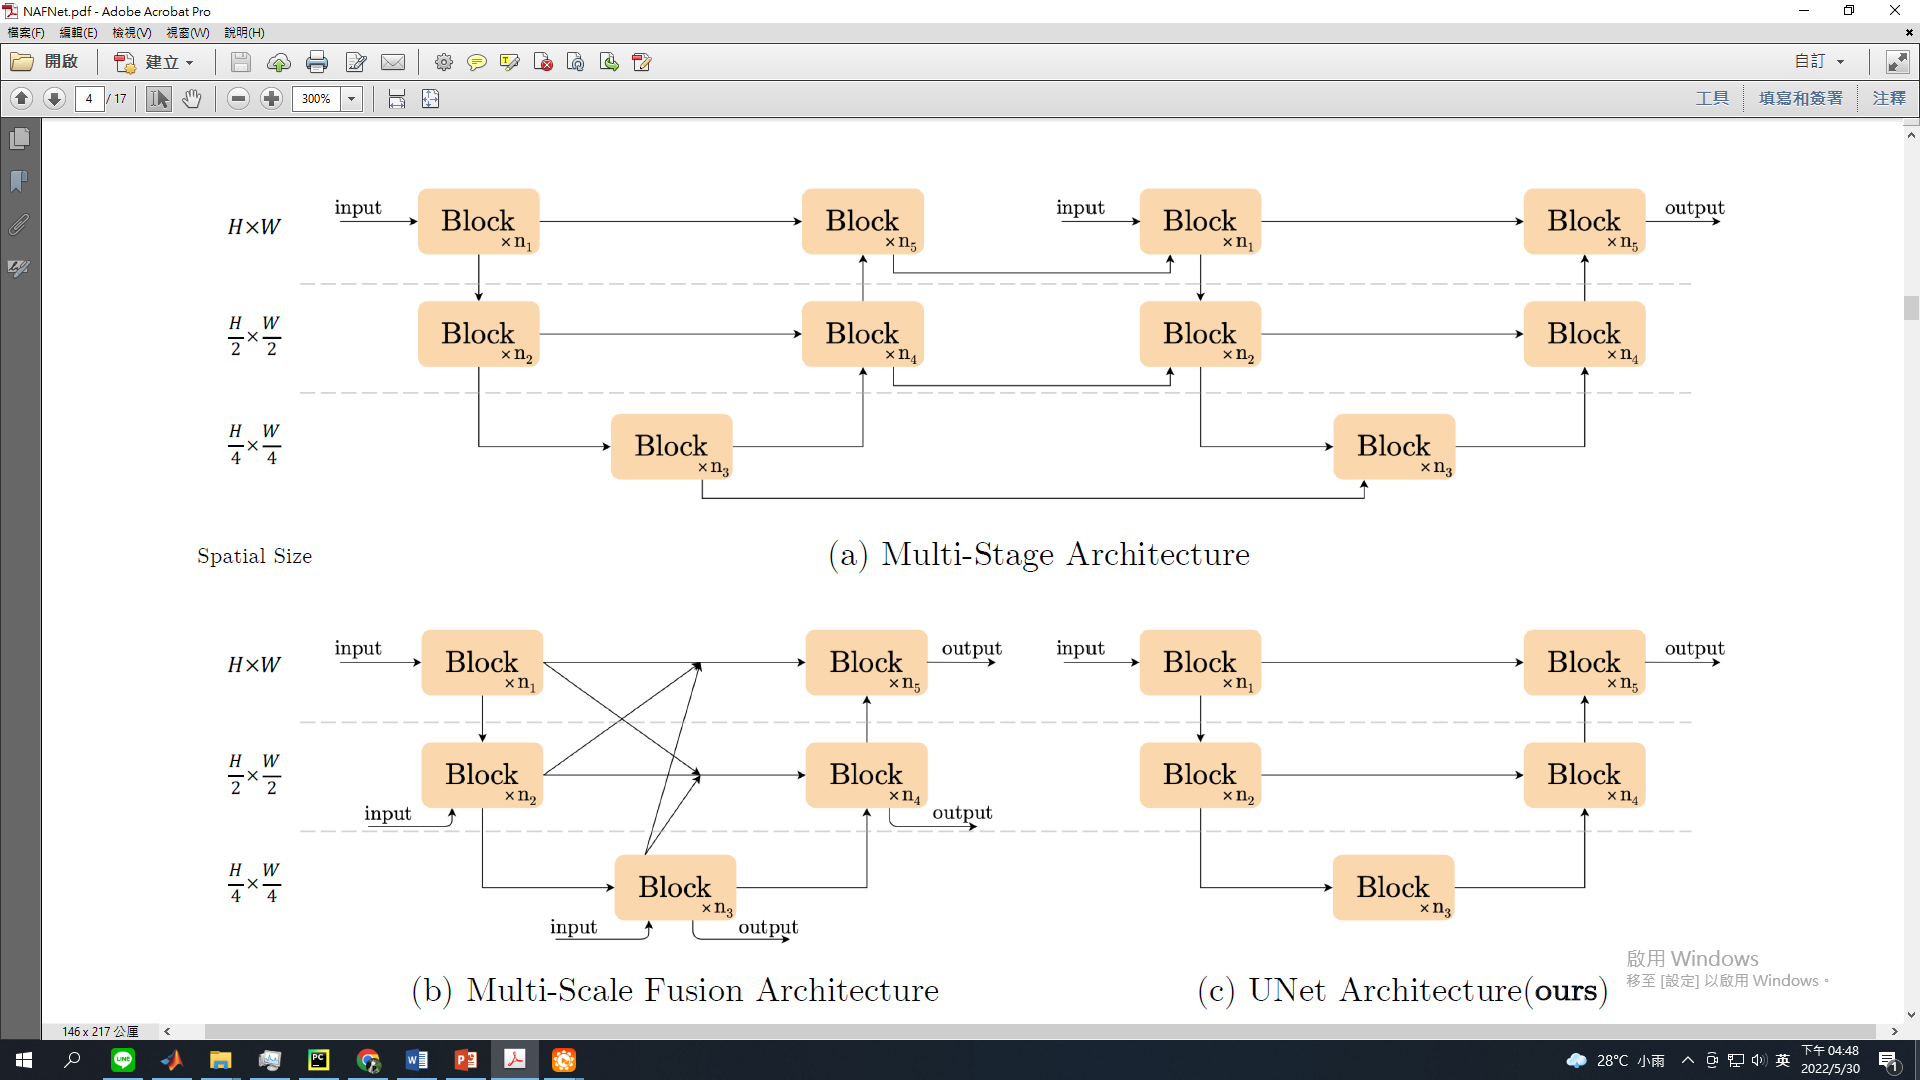 NAFNet.pdf - Adobe Acrobat Pro
檔案(F) 編輯(E) 檢視(V) 視窗(W) 說明(H)
開啟 建立 自訂
4 / 17 300% 工具 填寫和簽署 注釋
input Block ×n1 Block ×n5 input Block ×n1 Block ×n5 output
H×W
Block ×n2 Block ×n4 Block ×n2 Block ×n4
H/2 × W/2
Block ×n3 Block ×n3
H/4 × W/4
Spatial Size
(a) Multi-Stage Architecture
input Block ×n1 Block ×n5 output input Block ×n1 Block ×n5 output
H×W
Block ×n2 Block ×n4 Block ×n2 Block ×n4
H/2 × W/2
input output
Block ×n3 Block ×n3
H/4 × W/4
input output
(b) Multi-Scale Fusion Architecture
(c) UNet Architecture(ours)
啟用 Windows
移至 [設定] 以啟用 Windows。
146 x 217 公厘
28°C 小雨 英 下午 04:48
2022/5/30
1